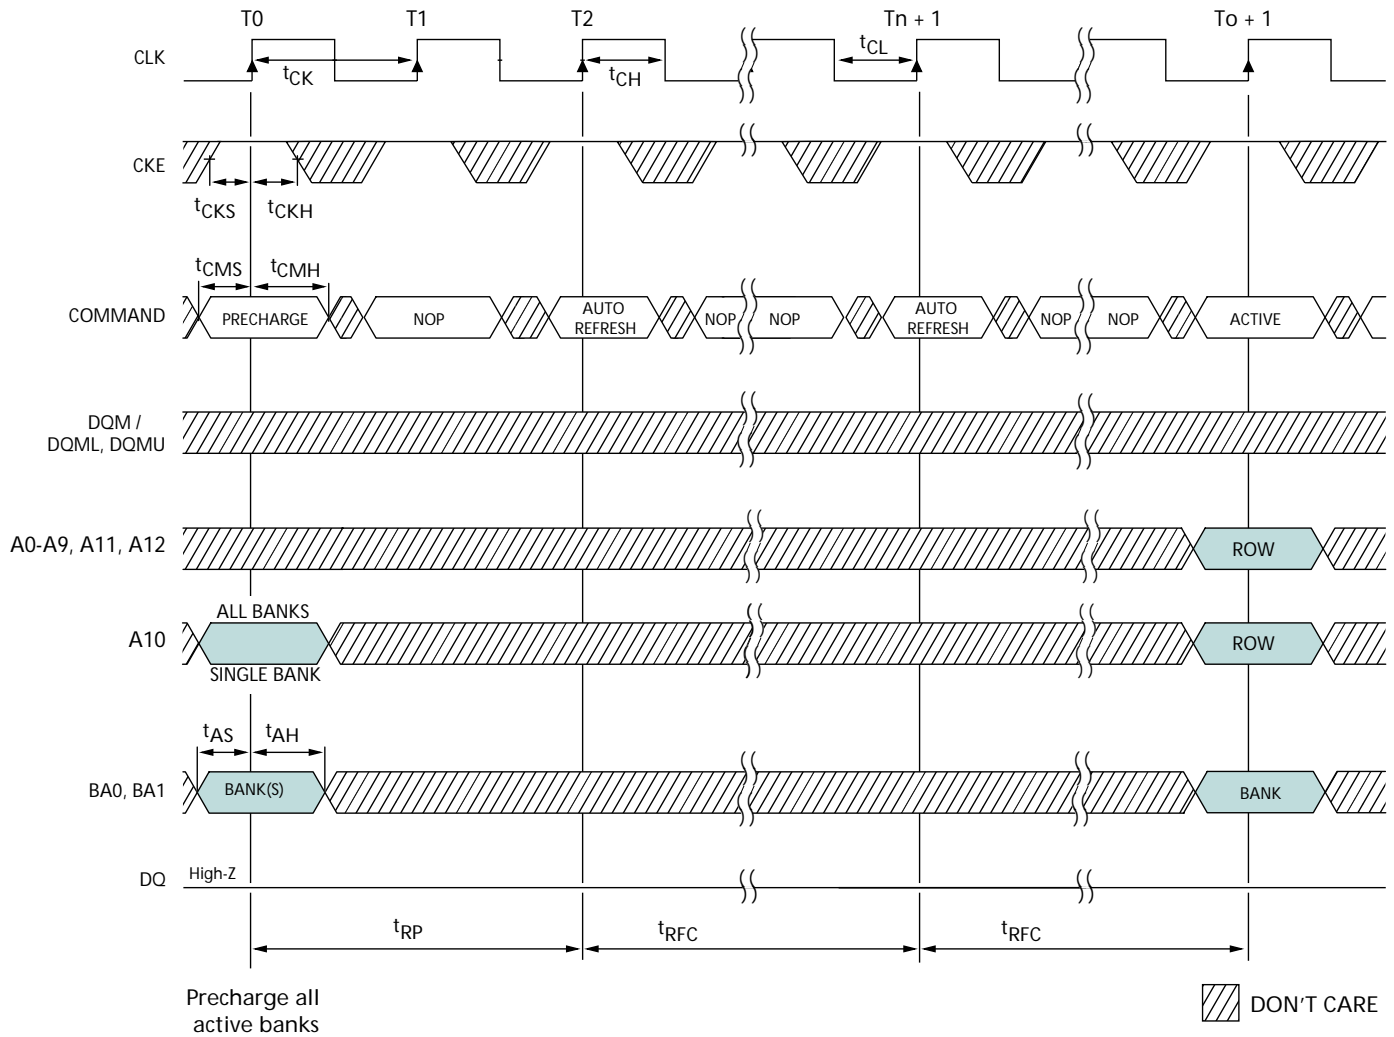 T0 T1 T2 Tn + 1 To + 1
CLK
tCK tCH tCL
CKE
tCKS tCKH
tCMS tCMH
COMMAND
PRECHARGE
NOP
AUTO
REFRESH
NOP
NOP
AUTO
REFRESH
NOP
NOP
ACTIVE
DQM /
DQML, DQMU
A0-A9, A11, A12
ROW
ALL BANKS
A10
ROW
SINGLE BANK
tAS tAH
BA0, BA1
BANK(S)
BANK
DQ
High-Z
tRP tRFC tRFC
Precharge all
active banks
DON'T CARE